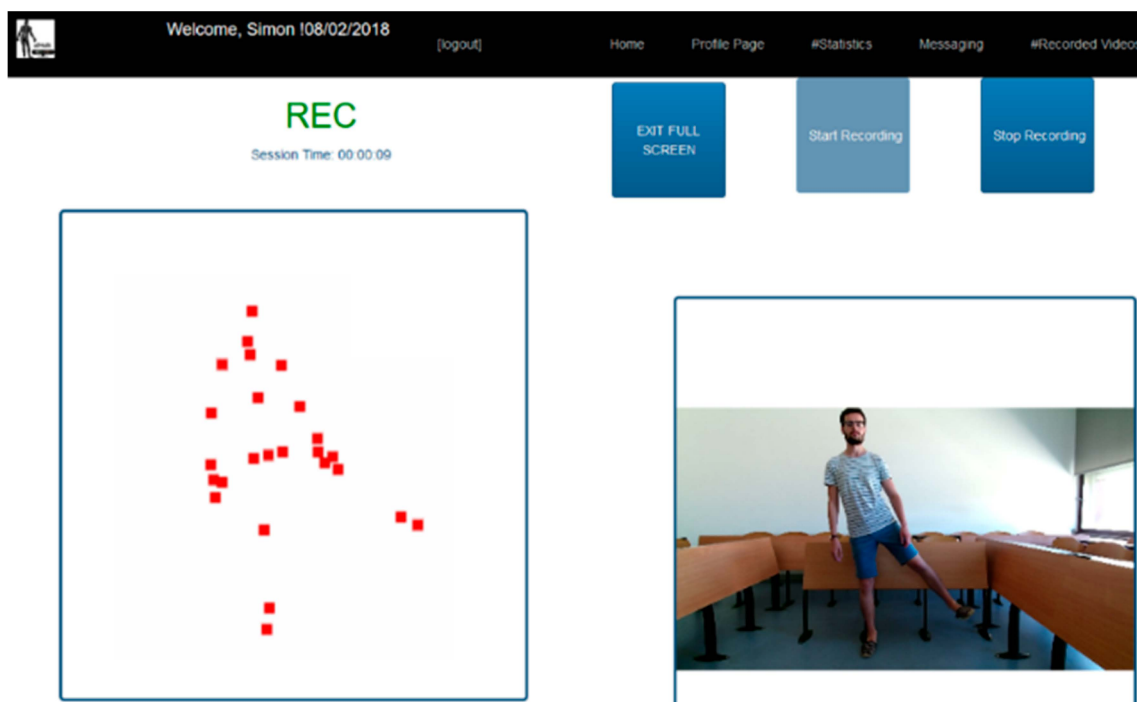 Welcome, Simon !08/02/2018
[logout]
Home
Profile Page
#Statistics
Messaging
#Recorded Videos
REC
Session Time: 00:00:09
EXIT FULL
SCREEN
Start Recording
Stop Recording